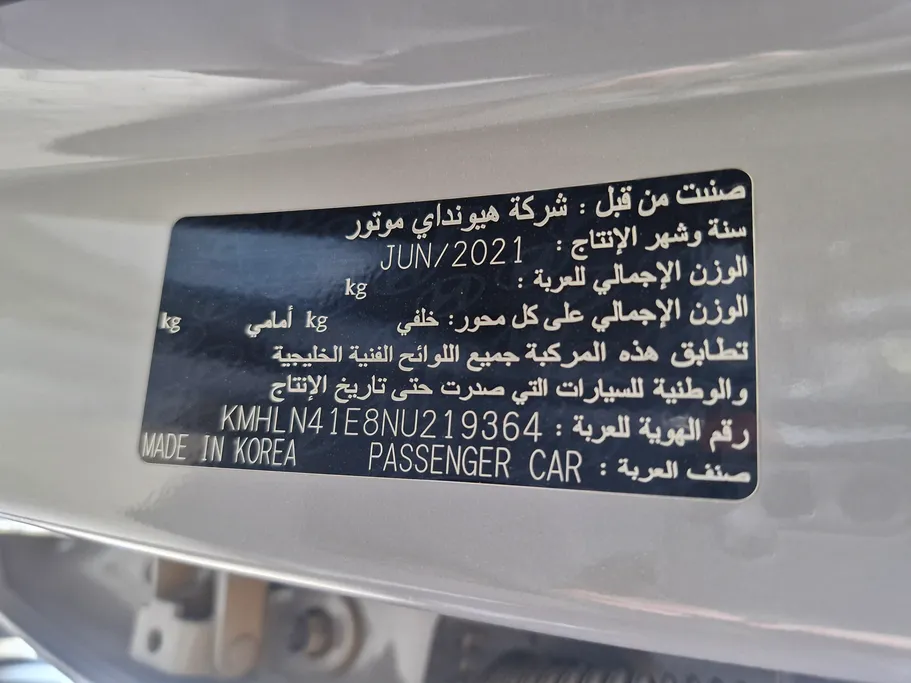 صنعت من قبل : شركة هيونداي موتور
سنة وشهر الإنتاج : JUN/2021
الوزن الإجمالي للعربة : kg
الوزن الإجمالي على كل محور: خلفي kg أمامي kg
تطابق هذه المركبة جميع اللوائح الفنية الخليجية
والوطنية للسيارات التي صدرت حتى تاريخ الإنتاج
رقم الهوية للعربة : KMHLN41E8NU219364
صنف العربة : PASSENGER CAR MADE IN KOREA